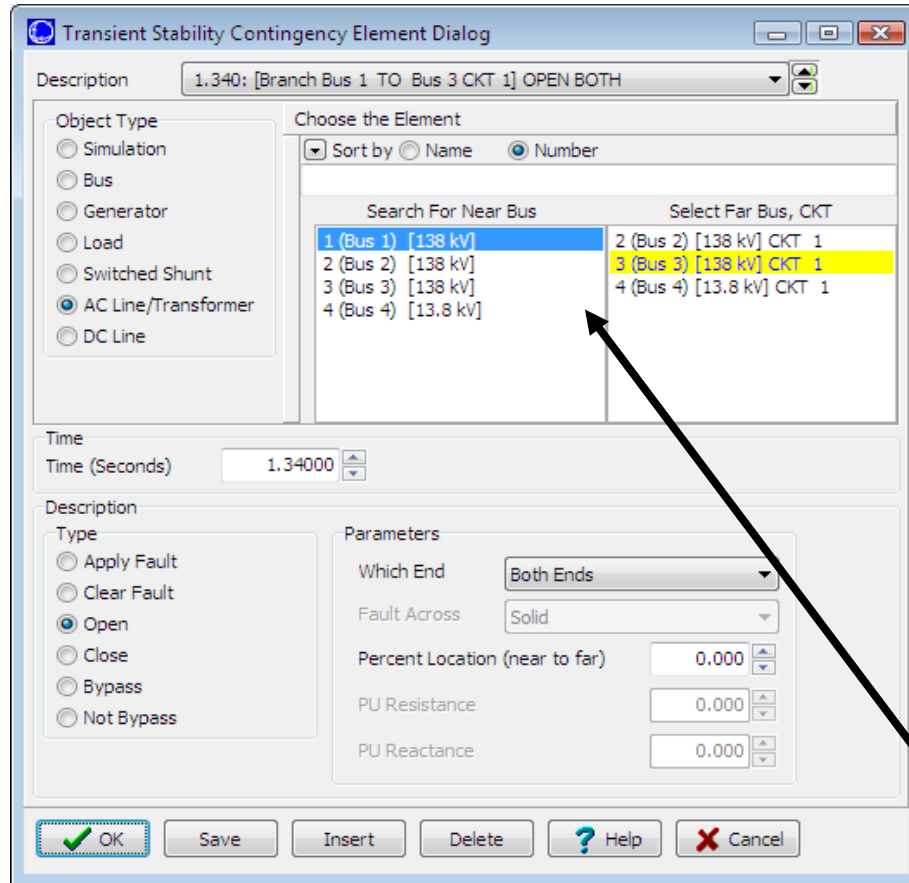 Transient Stability Contingency Element Dialog
Description 1.340: [Branch Bus 1 TO Bus 3 CKT 1] OPEN BOTH
Object Type
Simulation
Bus
Generator
Load
Switched Shunt
AC Line/Transformer
DC Line
Choose the Element
Sort by Name Number
Search For Near Bus
1 (Bus 1) [138 kV]
2 (Bus 2) [138 kV]
3 (Bus 3) [138 kV]
4 (Bus 4) [13.8 kV]
Select Far Bus, CKT
2 (Bus 2) [138 kV] CKT 1
3 (Bus 3) [138 kV] CKT 1
4 (Bus 4) [13.8 kV] CKT 1
Time
Time (Seconds) 1.34000
Description
Type
Apply Fault
Clear Fault
Open
Close
Bypass
Not Bypass
Parameters
Which End Both Ends
Fault Across Solid
Percent Location (near to far) 0.000
PU Resistance 0.000
PU Reactance 0.000
OK Save Insert Delete ? Help Cancel